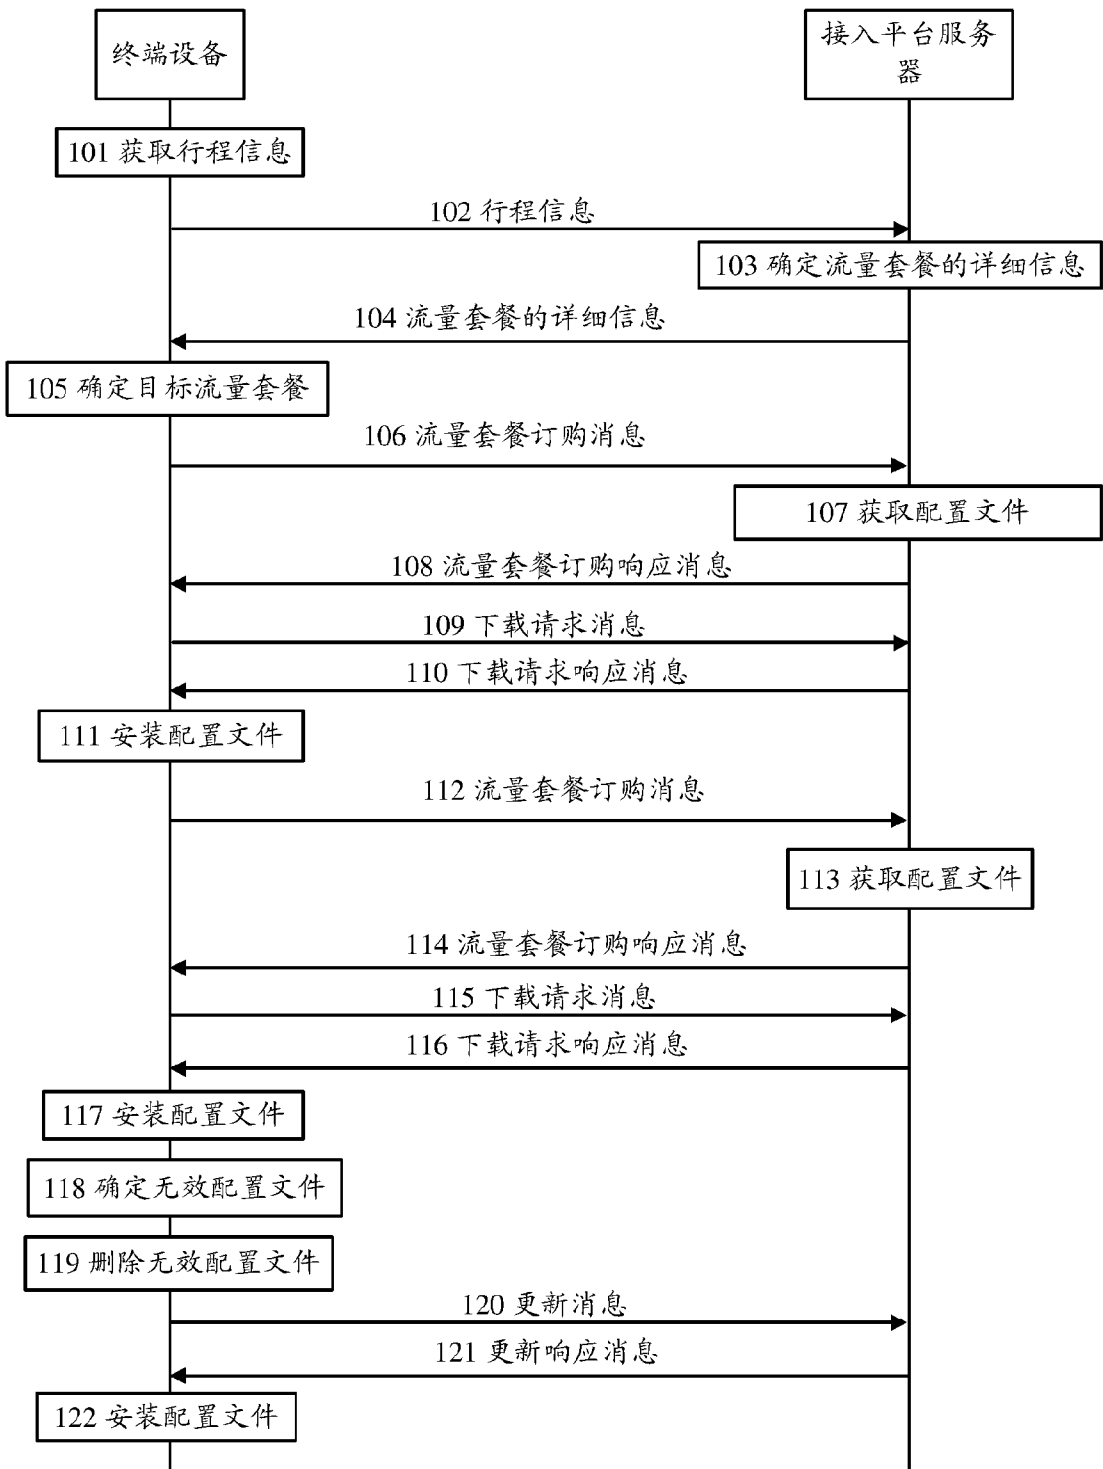 终端设备
接入平台服务
器
101 获取行程信息
102 行程信息
103 确定流量套餐的详细信息
104 流量套餐的详细信息
105 确定目标流量套餐
106 流量套餐订购消息
107 获取配置文件
108 流量套餐订购响应消息
109 下载请求消息
110 下载请求响应消息
111 安装配置文件
112 流量套餐订购消息
113 获取配置文件
114 流量套餐订购响应消息
115 下载请求消息
116 下载请求响应消息
117 安装配置文件
118 确定无效配置文件
119 删除无效配置文件
120 更新消息
121 更新响应消息
122 安装配置文件